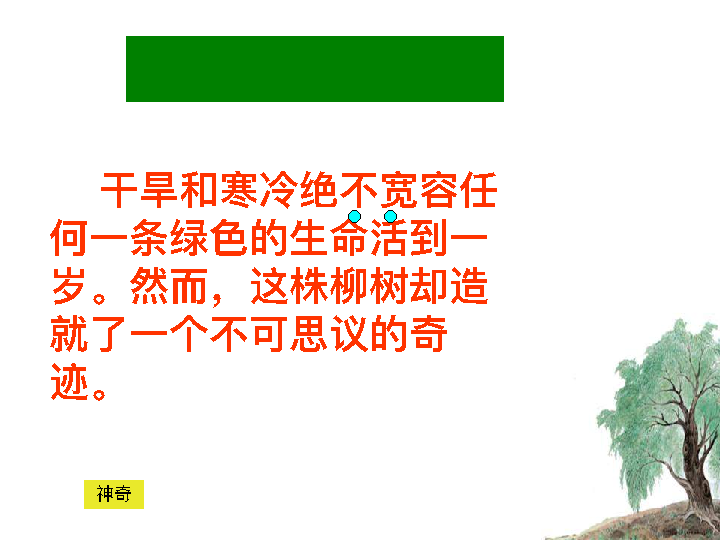 干旱和寒冷绝不宽容任
何一条绿色的生命活到一
岁。然而，这株柳树却造
就了一个不可思议的奇
迹。
神奇